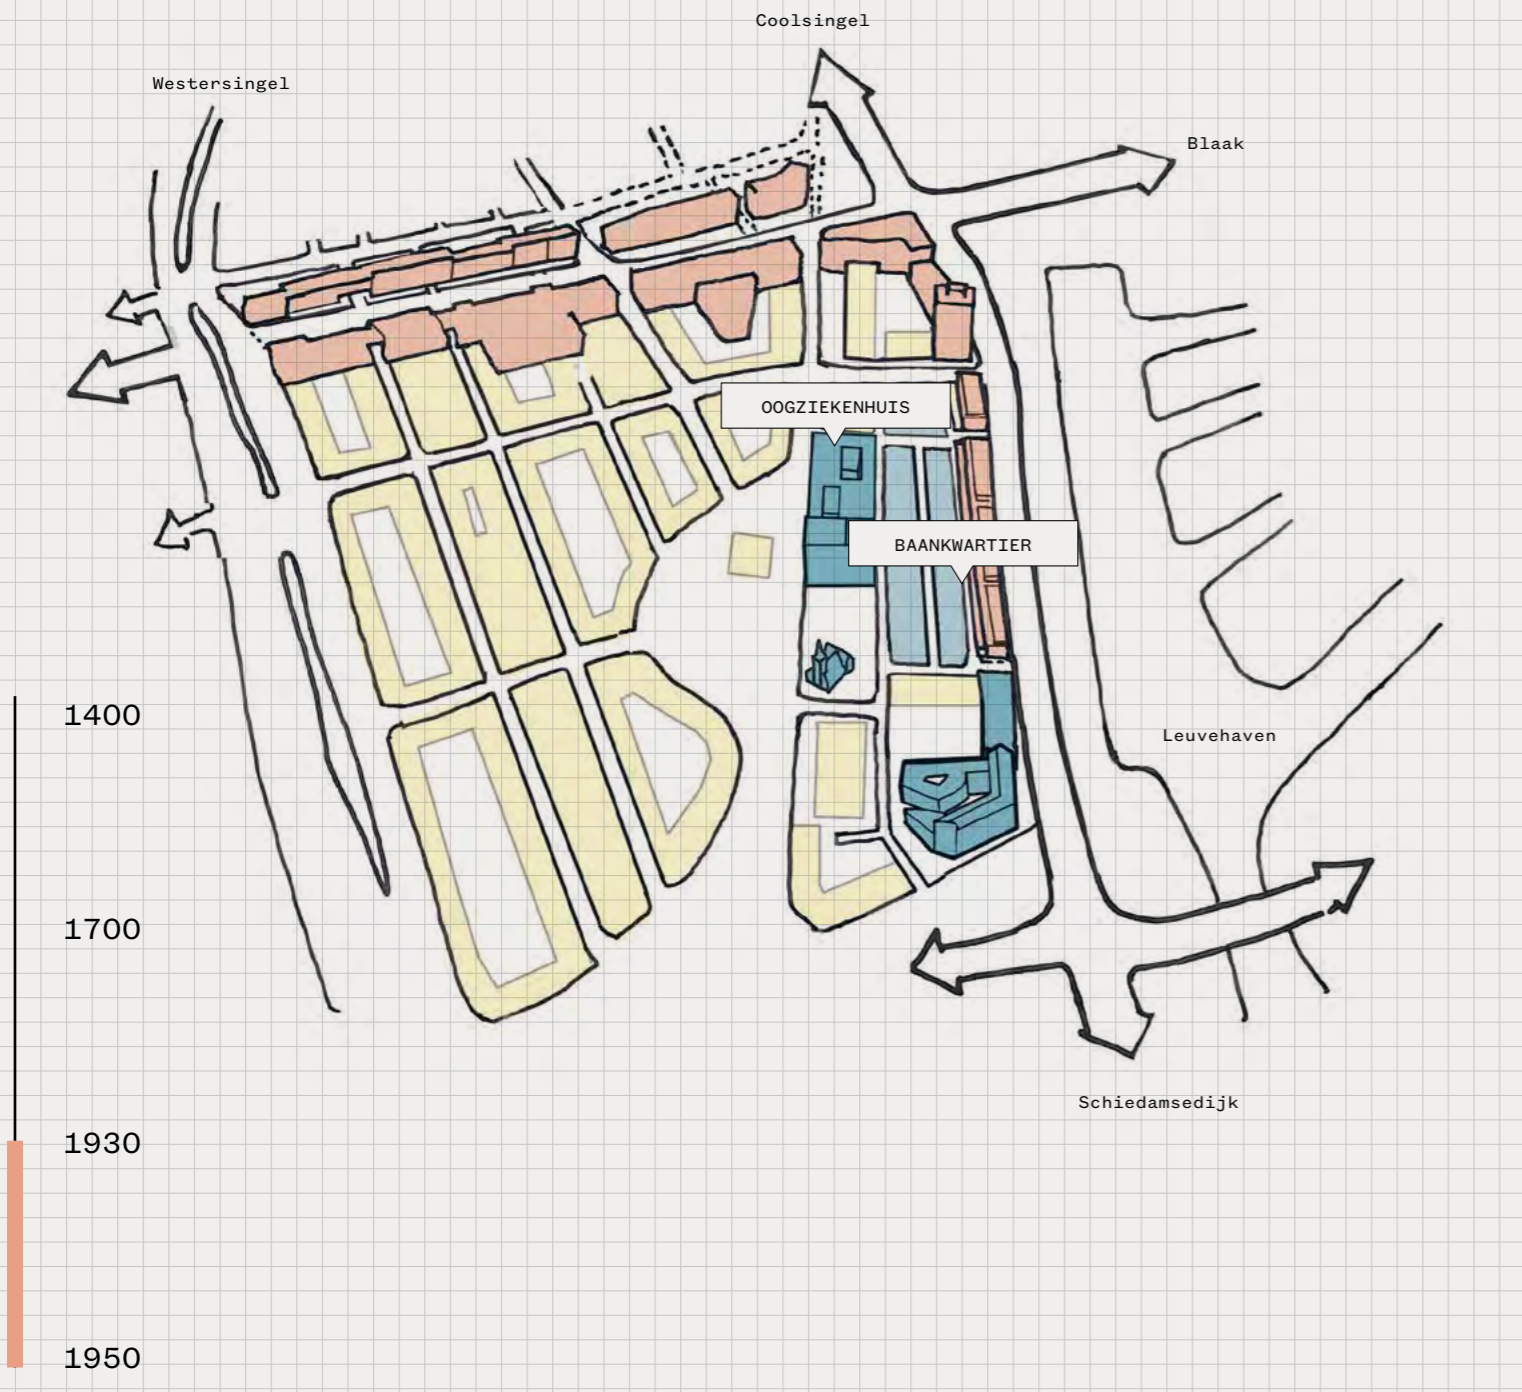 Coolsingel
Westersingel
Blaak
OOGZIEKENHUIS
BAANKWARTIER
1400
Leuvehaven
1700
Schiedamsedijk
1930
1950